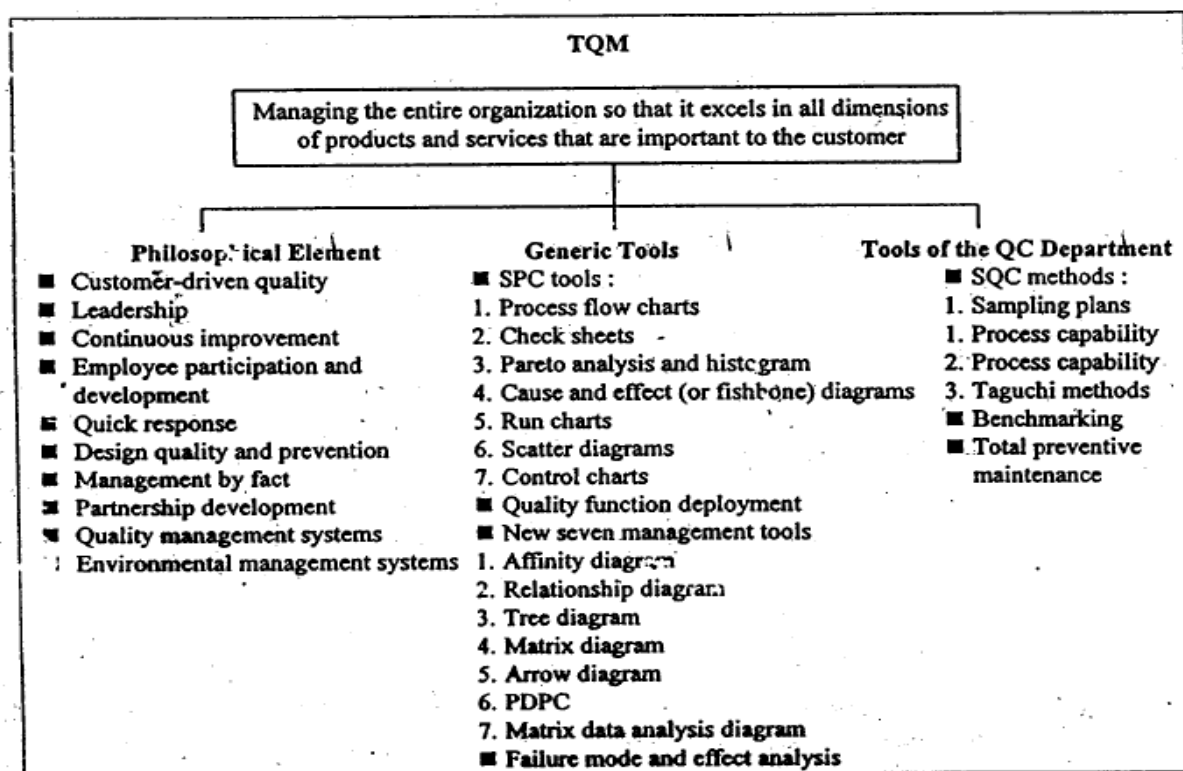 TQM
Managing the entire organization so that it excels in all dimensions
of products and services that are important to the customer
Philosophical Element
■ Customer-driven quality
■ Leadership
■ Continuous improvement
■ Employee participation and
development
■ Quick response
■ Design quality and prevention
■ Management by fact
■ Partnership development
■ Quality management systems
Environmental management systems
Generic Tools
■ SPC tools :
1. Process flow charts
2. Check sheets
3. Pareto analysis and histogram
4. Cause and effect (or fishbone) diagrams
5. Run charts
6. Scatter diagrams
7. Control charts
■ Quality function deployment
■ New seven management tools
1. Affinity diagram
2. Relationship diagram
3. Tree diagram
4. Matrix diagram
5. Arrow diagram
6. PDPC
7. Matrix data analysis diagram
■ Failure mode and effect analysis
Tools of the QC Department
■ SQC methods :
1. Sampling plans
1. Process capability
2. Process capability
3. Taguchi methods
■ Benchmarking
■ Total preventive
maintenance